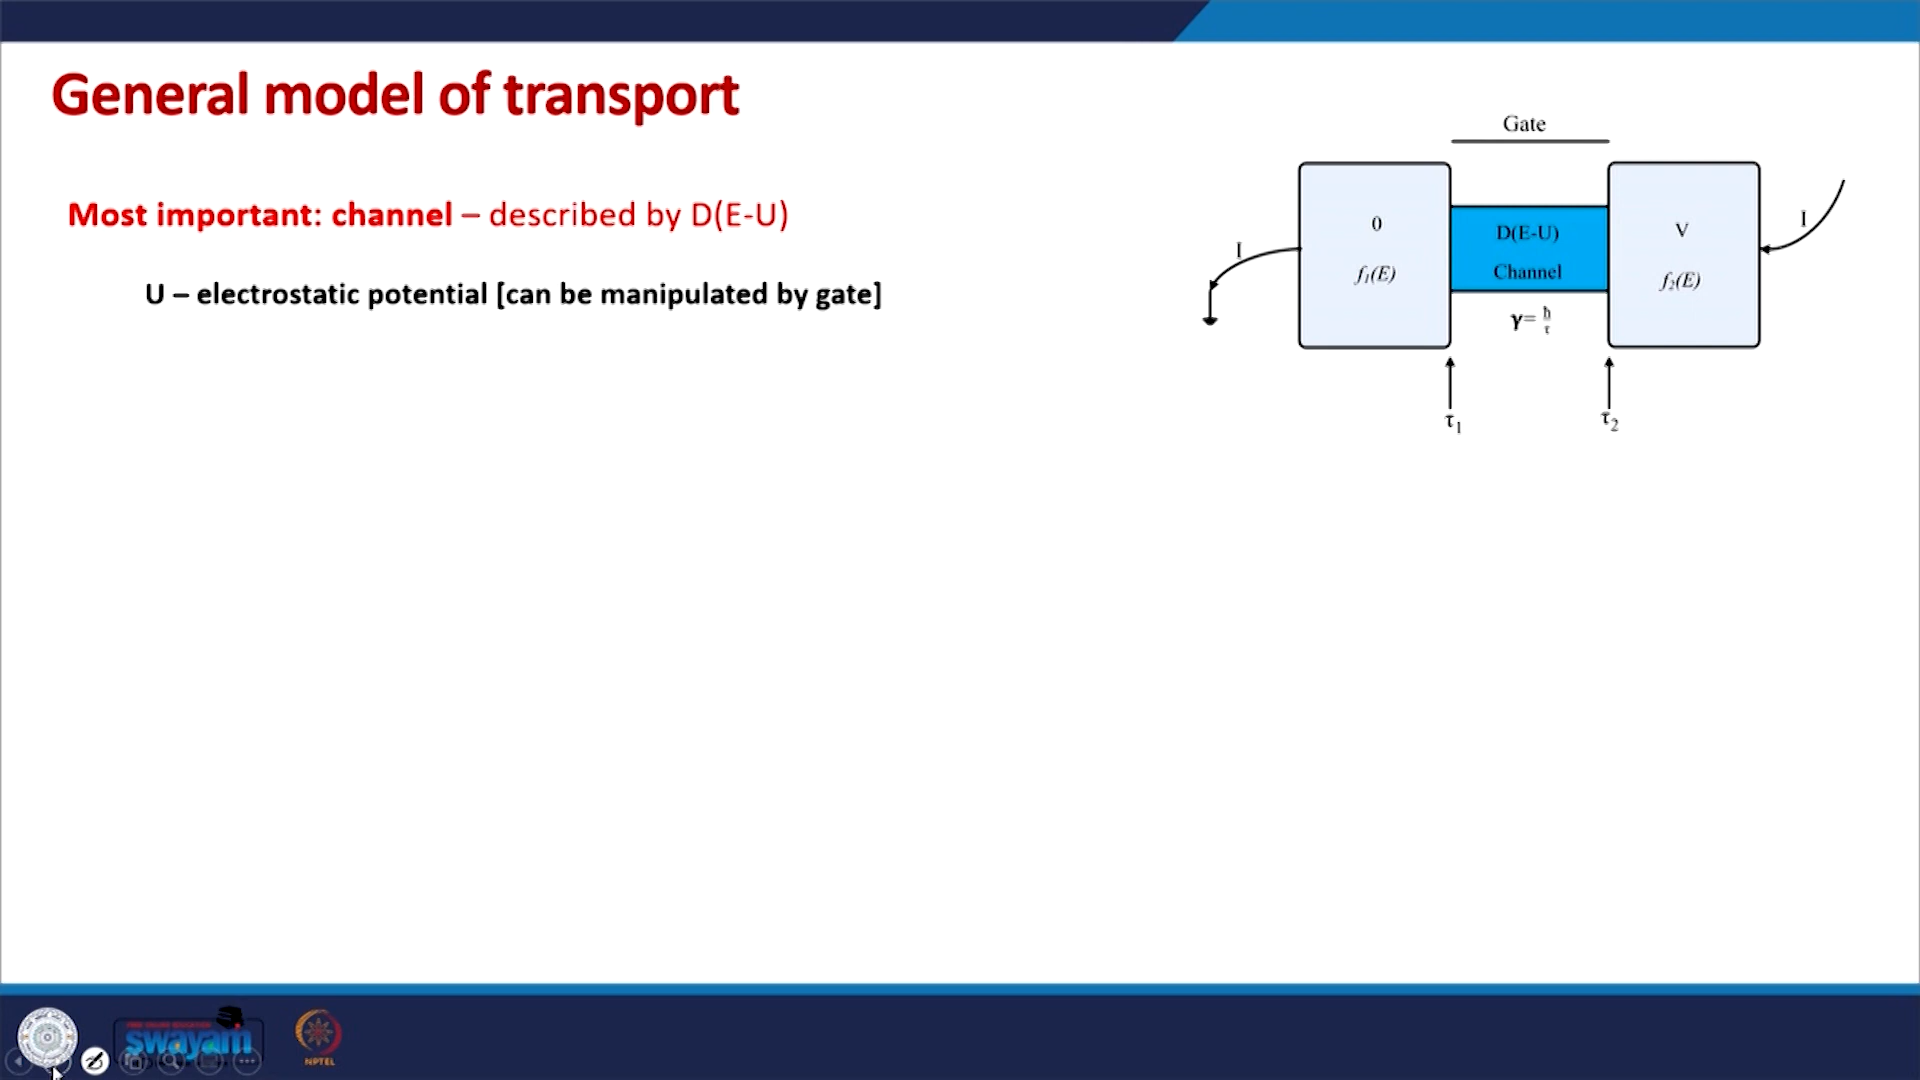 General model of transport
Most important: channel – described by D(E-U)
U – electrostatic potential [can be manipulated by gate]
Gate
0
f₁(E)
D(E-U)
Channel
V
f₂(E)
I
I
γ= ħ/τ
τ₁
τ₂
swayam
NPTEL